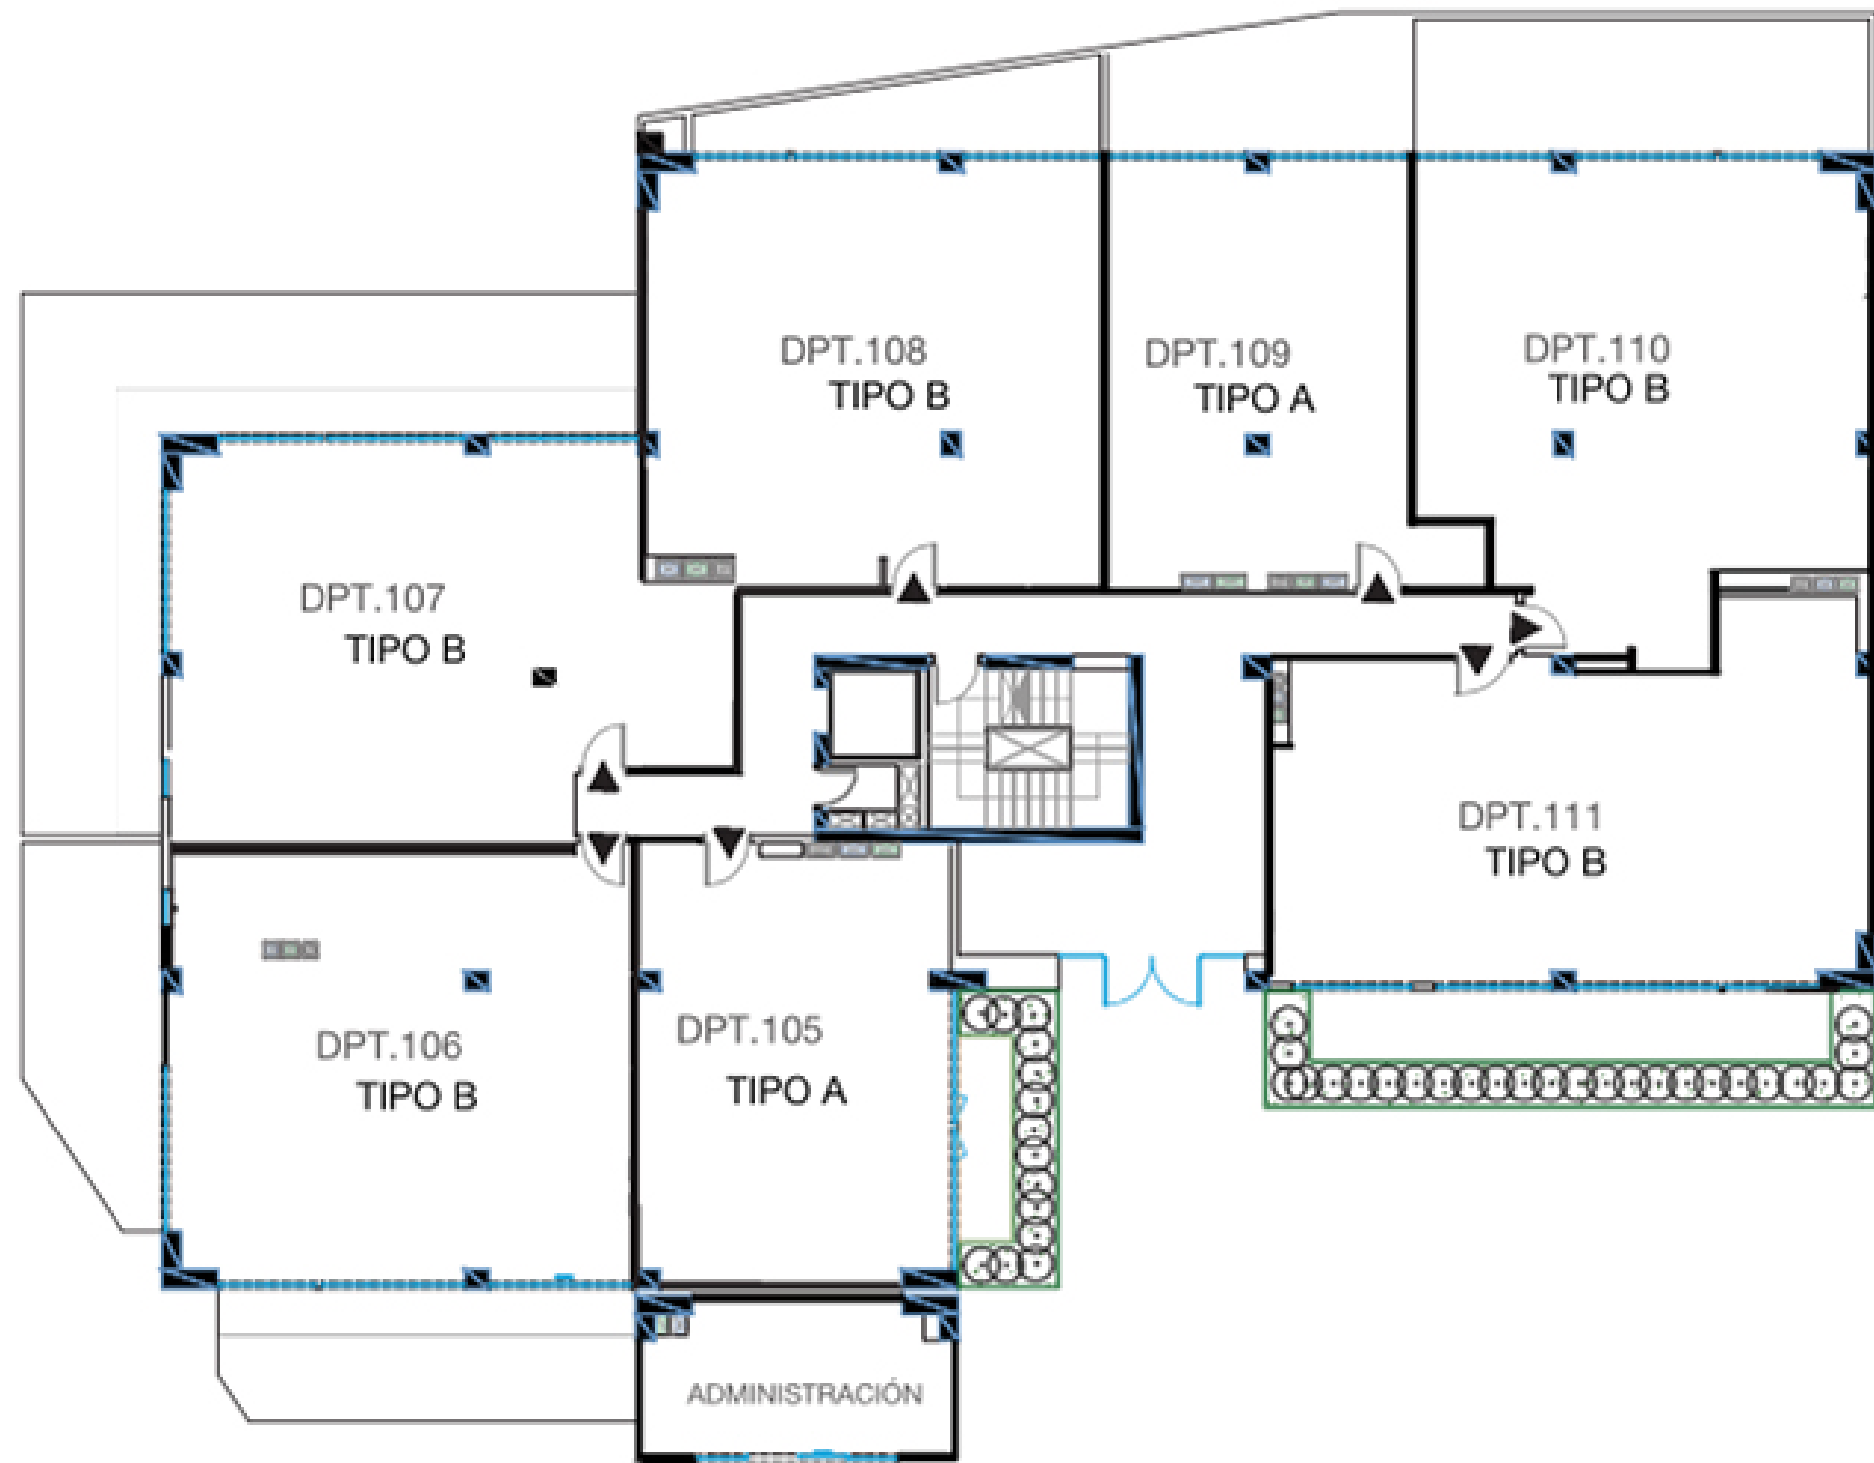 DPT.108
TIPO B
DPT.109
TIPO A
DPT.110
TIPO B
DPT.107
TIPO B
DPT.111
TIPO B
DPT.106
TIPO B
DPT.105
TIPO A
ADMINISTRACIÓN